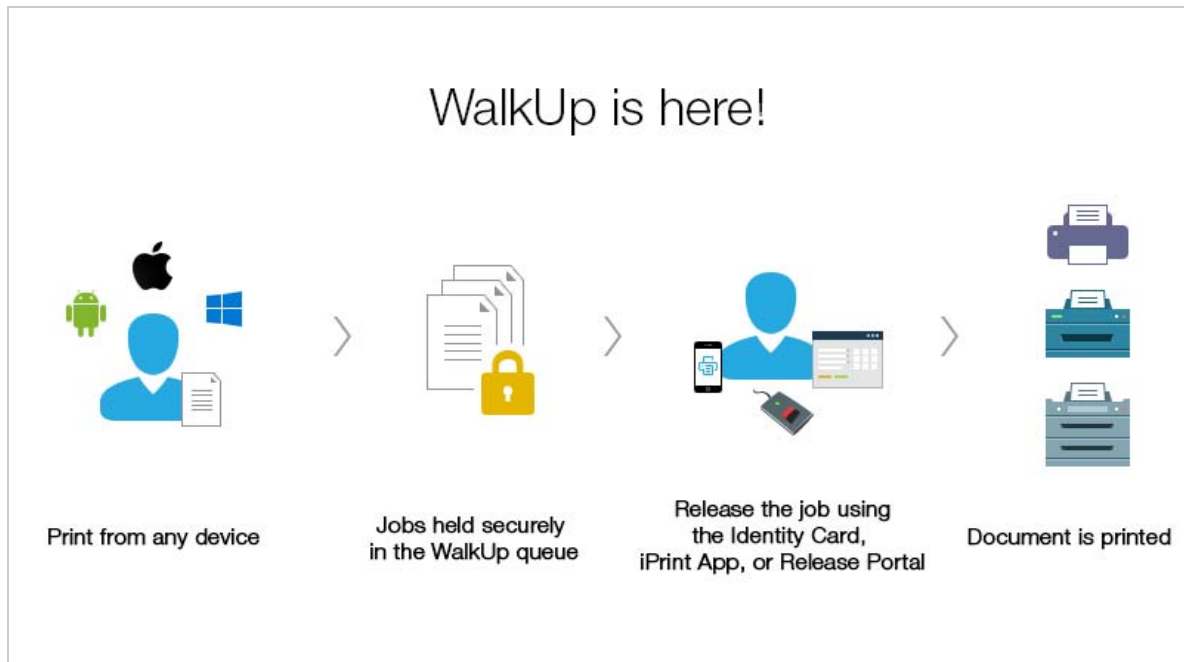 WalkUp is here!
Print from any device
Jobs held securely
in the WalkUp queue
Release the job using
the Identity Card,
iPrint App, or Release Portal
Document is printed